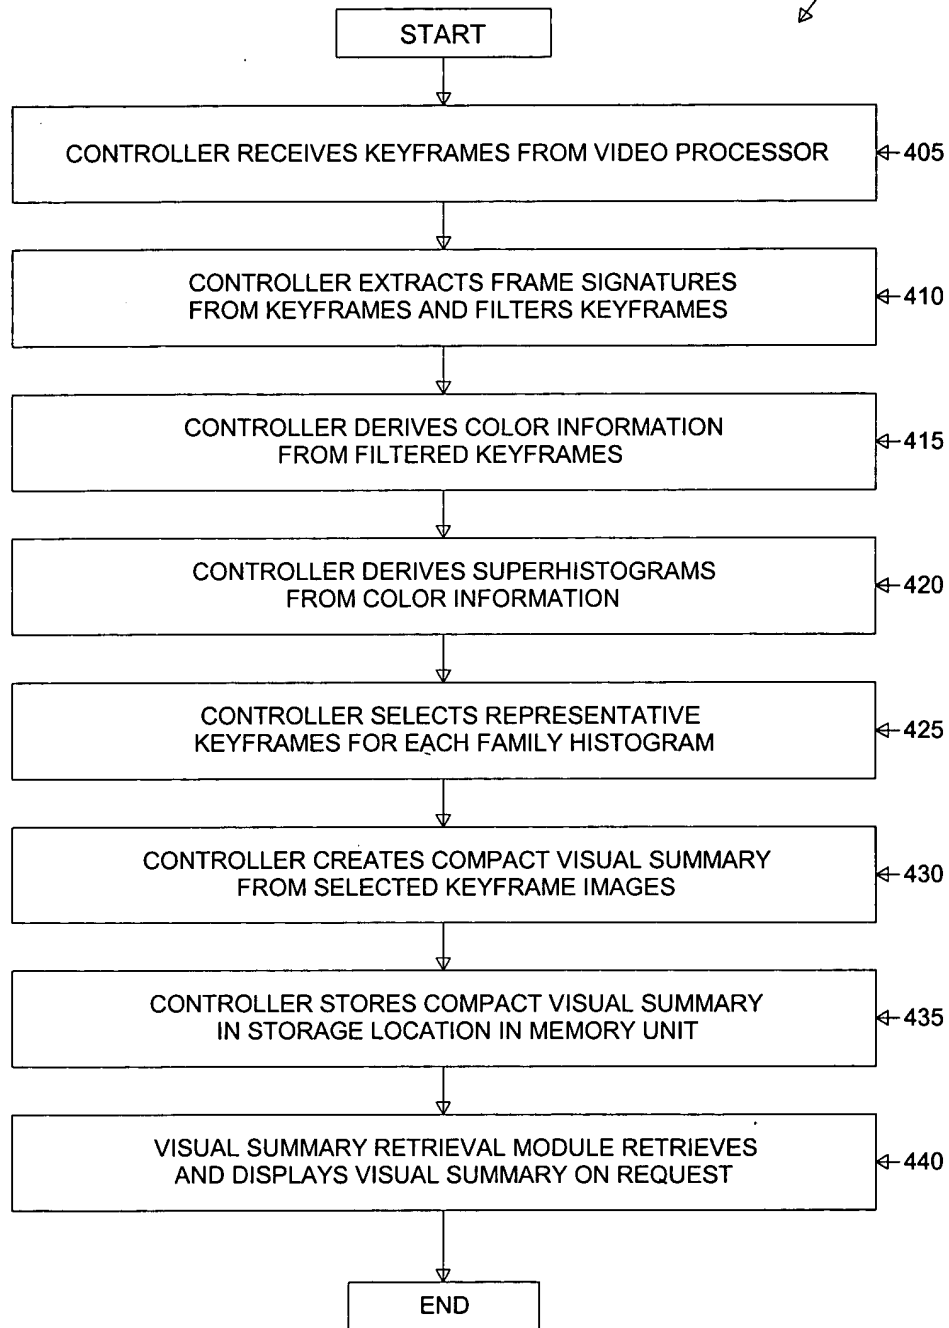 START
CONTROLLER RECEIVES KEYFRAMES FROM VIDEO PROCESSOR
405
CONTROLLER EXTRACTS FRAME SIGNATURES
FROM KEYFRAMES AND FILTERS KEYFRAMES
410
CONTROLLER DERIVES COLOR INFORMATION
FROM FILTERED KEYFRAMES
415
CONTROLLER DERIVES SUPERHISTOGRAMS
FROM COLOR INFORMATION
420
CONTROLLER SELECTS REPRESENTATIVE
KEYFRAMES FOR EACH FAMILY HISTOGRAM
425
CONTROLLER CREATES COMPACT VISUAL SUMMARY
FROM SELECTED KEYFRAME IMAGES
430
CONTROLLER STORES COMPACT VISUAL SUMMARY
IN STORAGE LOCATION IN MEMORY UNIT
435
VISUAL SUMMARY RETRIEVAL MODULE RETRIEVES
AND DISPLAYS VISUAL SUMMARY ON REQUEST
440
END